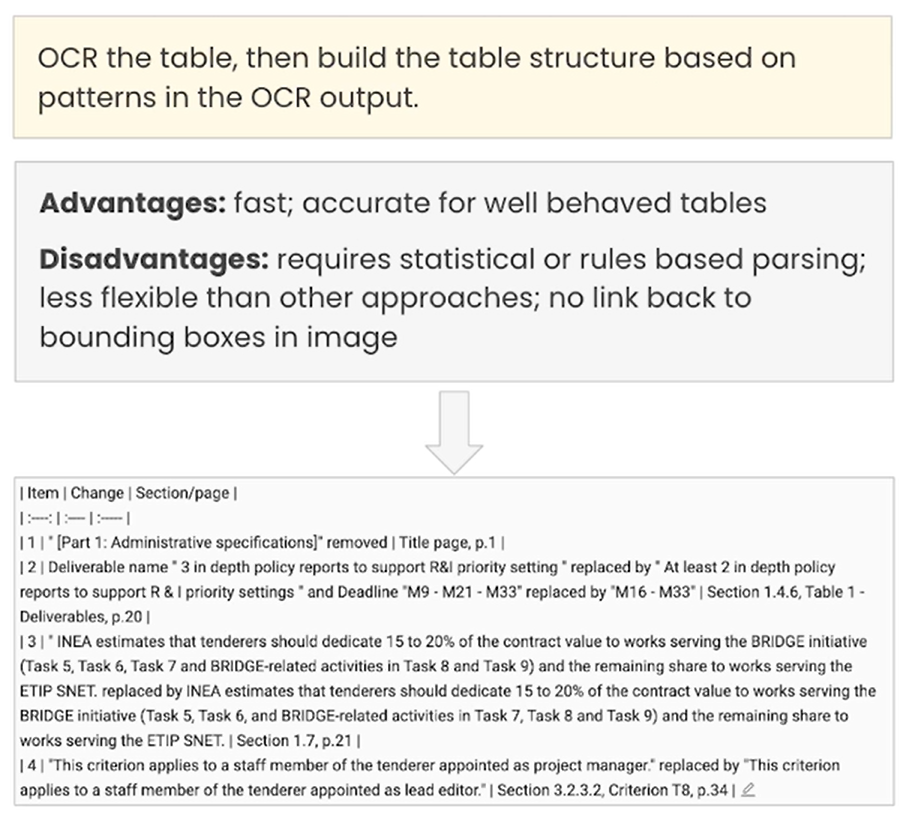 OCR the table, then build the table structure based on
patterns in the OCR output.
Advantages: fast; accurate for well behaved tables
Disadvantages: requires statistical or rules based parsing;
less flexible than other approaches; no link back to
bounding boxes in image
| Item | Change | Section/page |
| :----: | :---- | :----- |
| 1 | " [Part 1: Administrative specifications]" removed | Title page, p.1 |
| 2 | Deliverable name " 3 in depth policy reports to support R&I priority setting " replaced by " At least 2 in depth policy
reports to support R & I priority settings " and Deadline "M9 - M21 - M33" replaced by "M16 - M33" | Section 1.4.6, Table 1 -
Deliverables, p.20 |
| 3 | " INEA estimates that tenderers should dedicate 15 to 20% of the contract value to works serving the BRIDGE initiative
(Task 5, Task 6, Task 7 and BRIDGE-related activities in Task 8 and Task 9) and the remaining share to works serving the
ETIP SNET. replaced by INEA estimates that tenderers should dedicate 15 to 20% of the contract value to works serving the
BRIDGE initiative (Task 5, Task 6, and BRIDGE-related activities in Task 7, Task 8 and Task 9) and the remaining share to
works serving the ETIP SNET. | Section 1.7, p.21 |
| 4 | "This criterion applies to a staff member of the tenderer appointed as project manager." replaced by "This criterion
applies to a staff member of the tenderer appointed as lead editor." | Section 3.2.3.2, Criterion T8, p.34 |